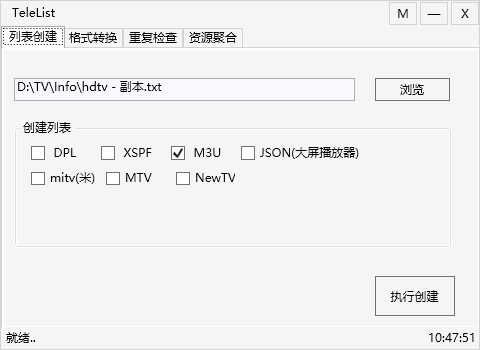 TeleList M — X
列表创建 格式转换 重复检查 资源聚合
D:\TV\Info\hdtv - 副本.txt 浏览
创建列表
DPL XSPF M3U JSON(大屏播放器)
mitv(米) MTV NewTV
执行创建
就绪.. 10:47:51